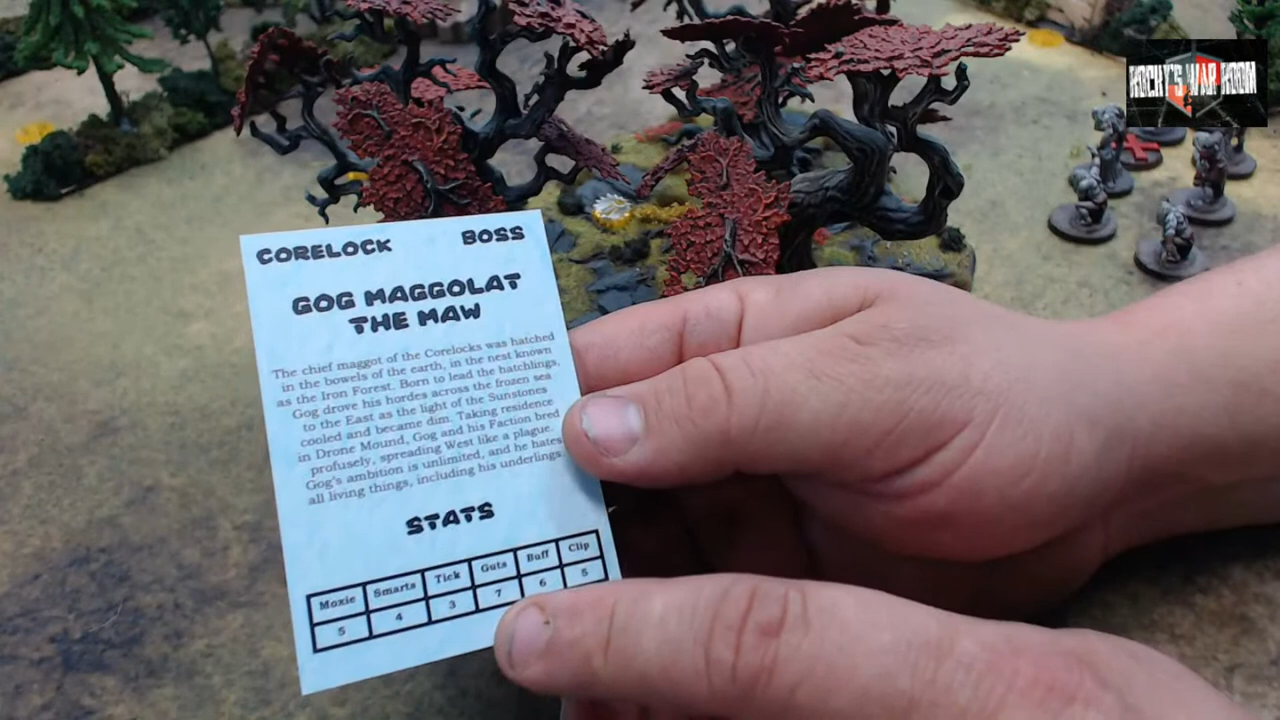 KOCHY'S WAR ROOM
CORELOCK BOSS
GOG MAGGOLAT
THE MAW
The chief maggot of the Corelocks was hatched
in the bowels of the earth, in the nest known
as the Iron Forest. Born to lead the hatchlings,
Gog drove his hordes across the frozen sea
to the East as the light of the Sunstones
cooled and became dim. Taking residence
in Drone Mound, Gog and his Faction bred
profusely, spreading West like a plague.
Gog's ambition is unlimited, and he hates
all living things, including his underlings.
STATS
Moxie Smarts Tick Guts Buff Clip
5 4 3 7 6 5